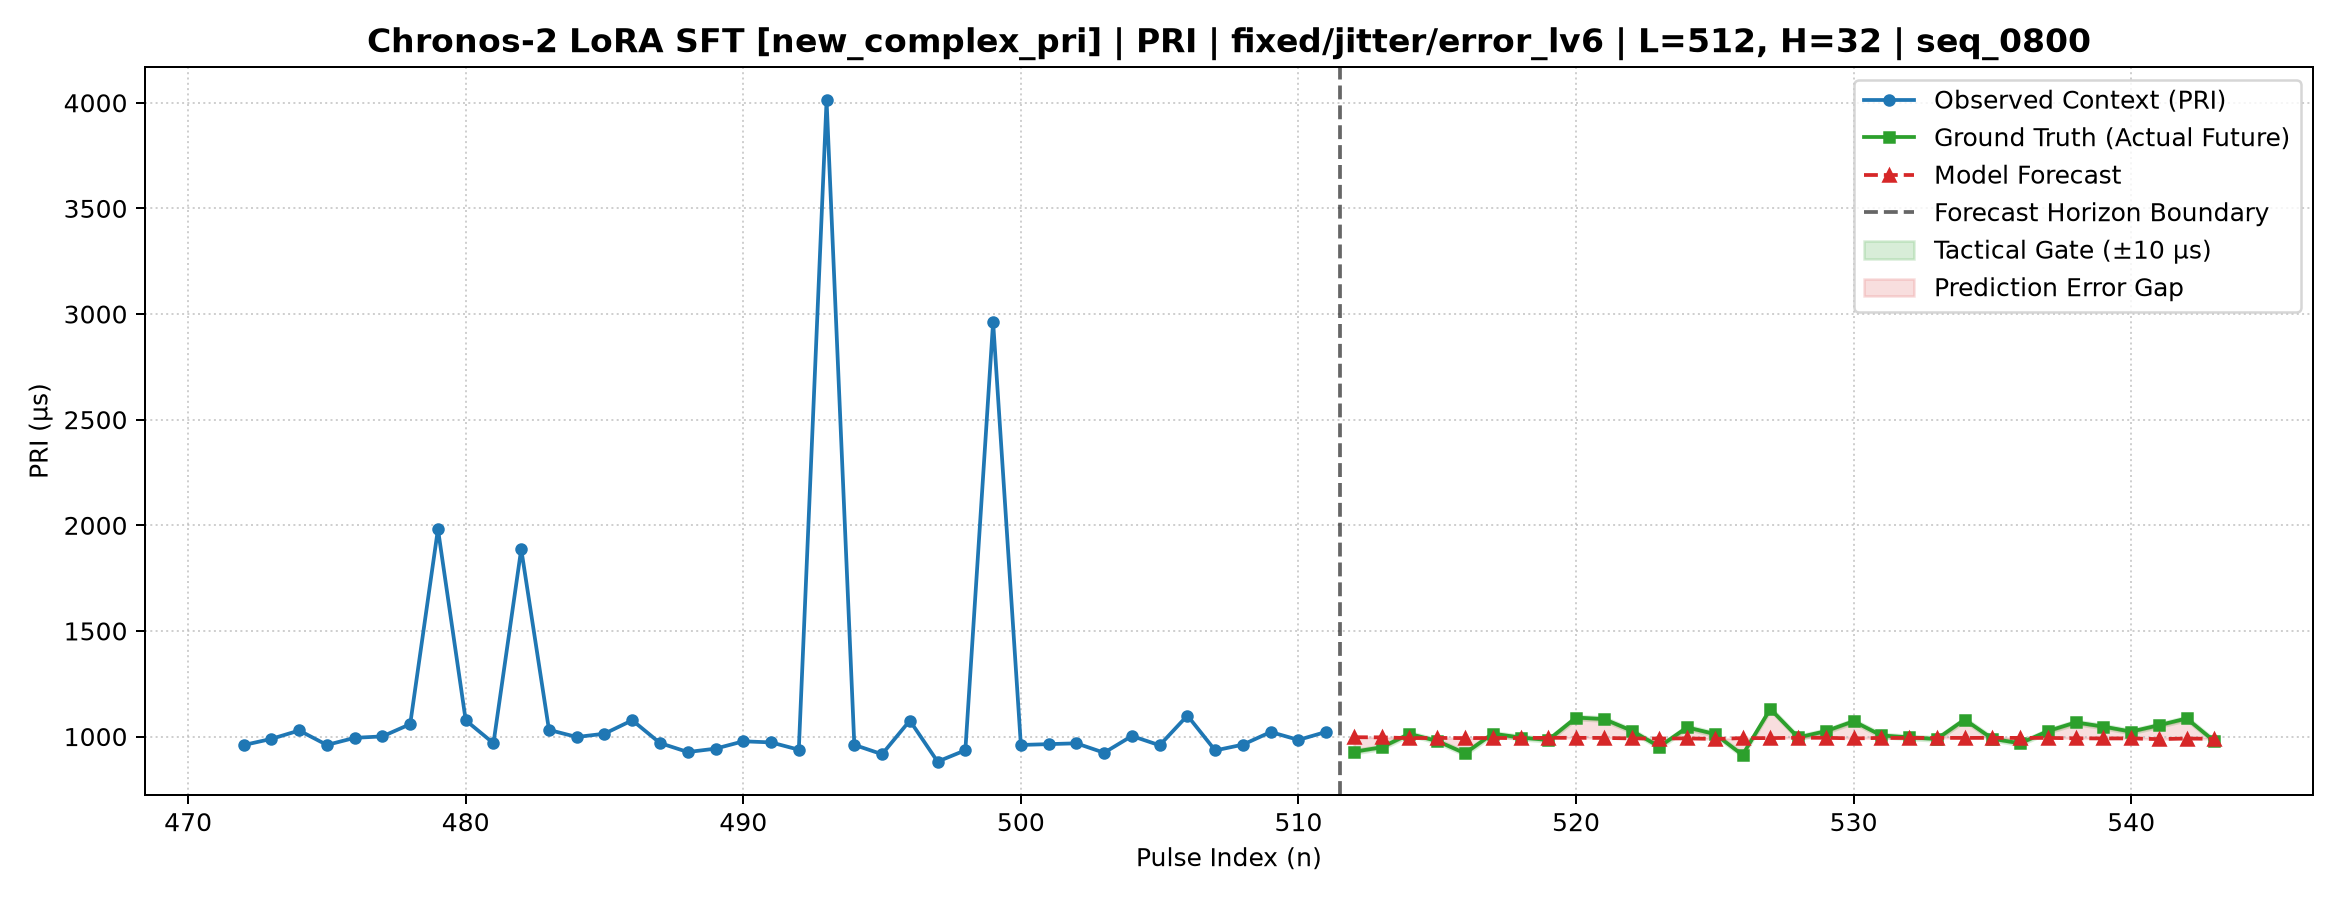 Chronos-2 LoRA SFT [new_complex_pri] | PRI | fixed/jitter/error_lv6 | L=512, H=32 | seq_0800
PRI (µs)
4000
3500
3000
2500
2000
1500
1000
470
480
490
500
510
520
530
540
Pulse Index (n)
Observed Context (PRI)
Ground Truth (Actual Future)
Model Forecast
Forecast Horizon Boundary
Tactical Gate (±10 µs)
Prediction Error Gap